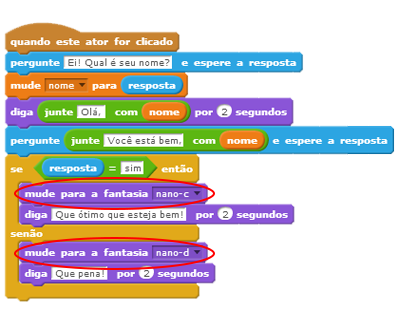 quando este ator for clicado
pergunte Ei! Qual é seu nome? e espere a resposta
mude nome para resposta
diga junte Olá, com nome por 2 segundos
pergunte junte Você está bem, com nome e espere a resposta
se resposta = sim então
mude para a fantasia nano-c
diga Que ótimo que esteja bem! por 2 segundos
senão
mude para a fantasia nano-d
diga Que pena! por 2 segundos